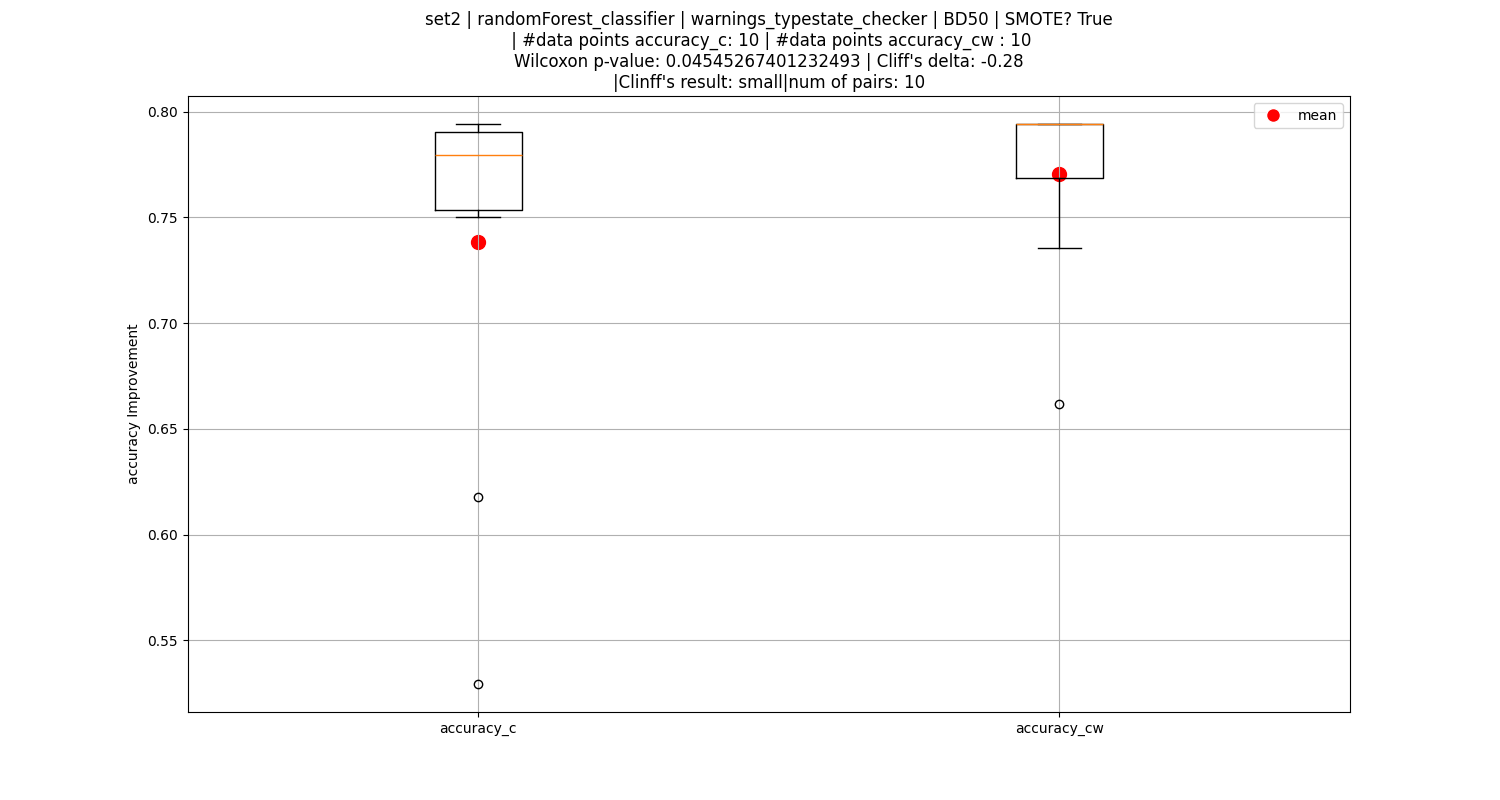 set2 | randomForest_classifier | warnings_typestate_checker | BD50 | SMOTE? True
| #data points accuracy_c: 10 | #data points accuracy_cw : 10
Wilcoxon p-value: 0.04545267401232493 | Cliff's delta: -0.28
|Clinff's result: small|num of pairs: 10
mean
accuracy Improvement
0.80
0.75
0.70
0.65
0.60
0.55
accuracy_c
accuracy_cw